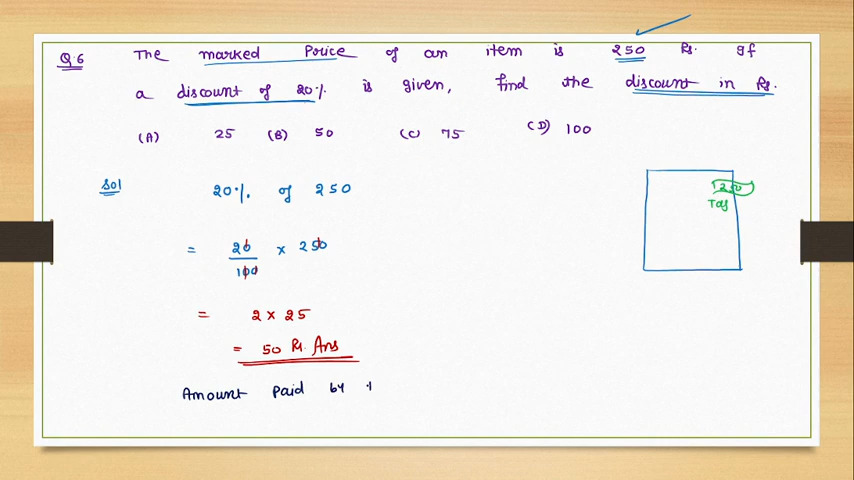 Q.6 The marked Price of an item is 250 Rs. If
a discount of 20% is given, find the discount in Rs.
(A) 25 (B) 50 (C) 75 (D) 100
Sol 20% of 250
250
Tag
= 20/100 × 250
= 2 × 25
= 50 Rs. Ans
Amount Paid by